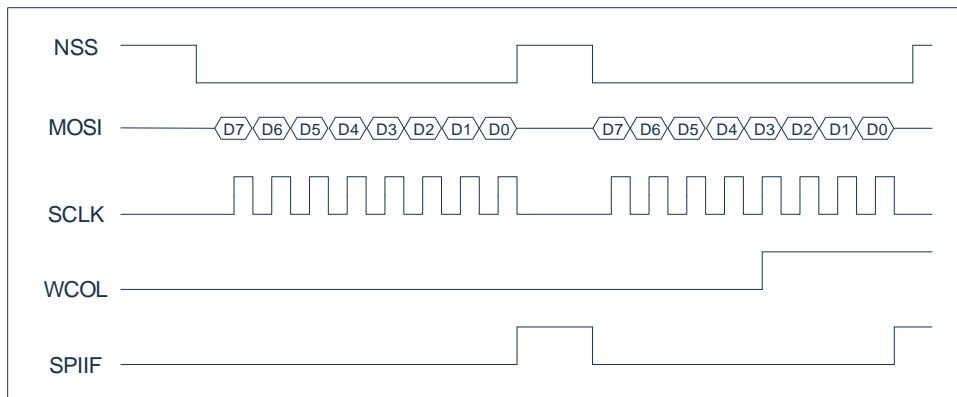 NSS
MOSI D7 D6 D5 D4 D3 D2 D1 D0 D7 D6 D5 D4 D3 D2 D1 D0
SCLK
WCOL
SPIIF